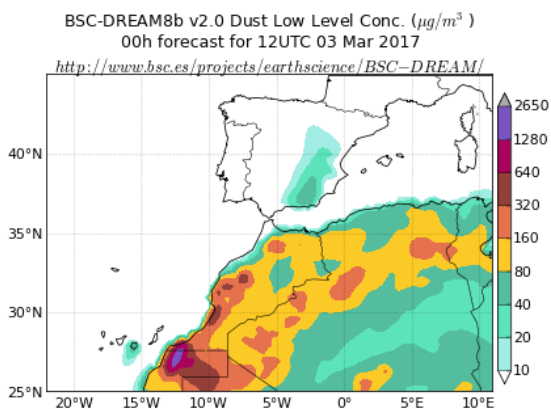 BSC-DREAM8b v2.0 Dust Low Level Conc. (μg/m³ )
00h forecast for 12UTC 03 Mar 2017
http://www.bsc.es/projects/earthscience/BSC−DREAM/
2650
1280
640
320
160
80
40
20
10
40°N
35°N
30°N
25°N
20°W
15°W
10°W
5°W
0°
5°E
10°E